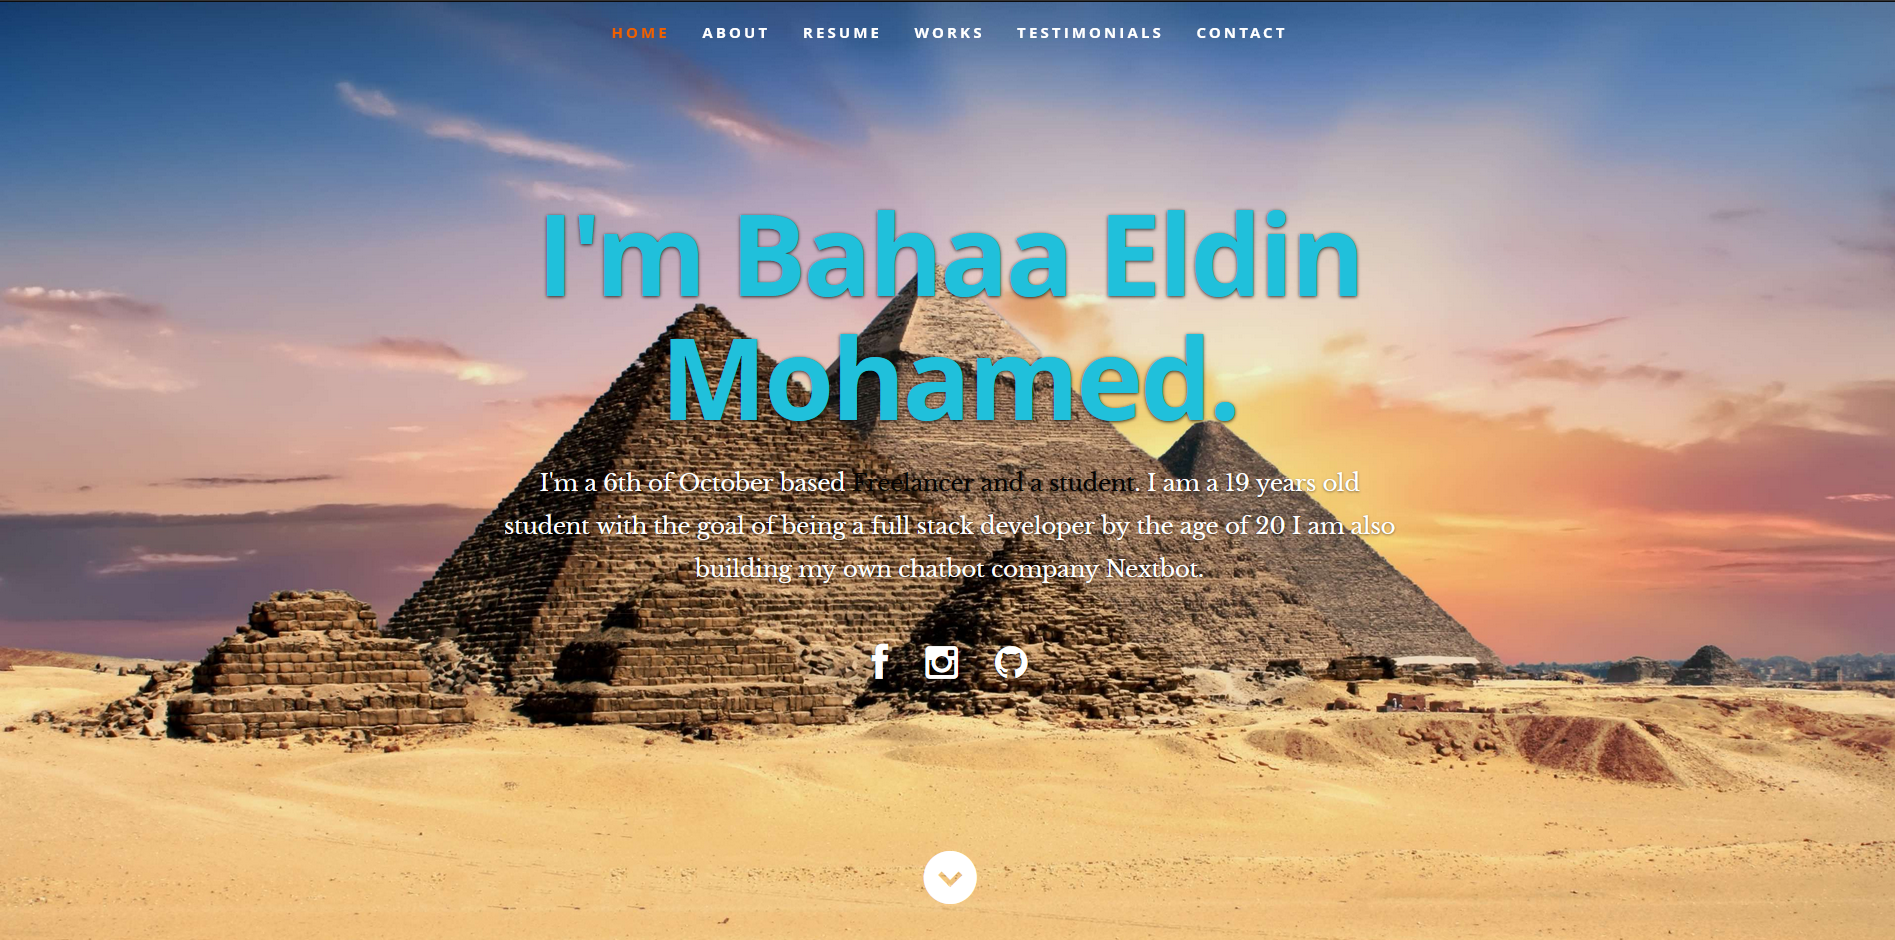 HOME ABOUT RESUME WORKS TESTIMONIALS CONTACT
I'm Bahaa Eldin
Mohamed.
I'm a 6th of October based Freelancer and a student. I am a 19 years old
student with the goal of being a full stack developer by the age of 20 I am also
building my own chatbot company Nextbot.